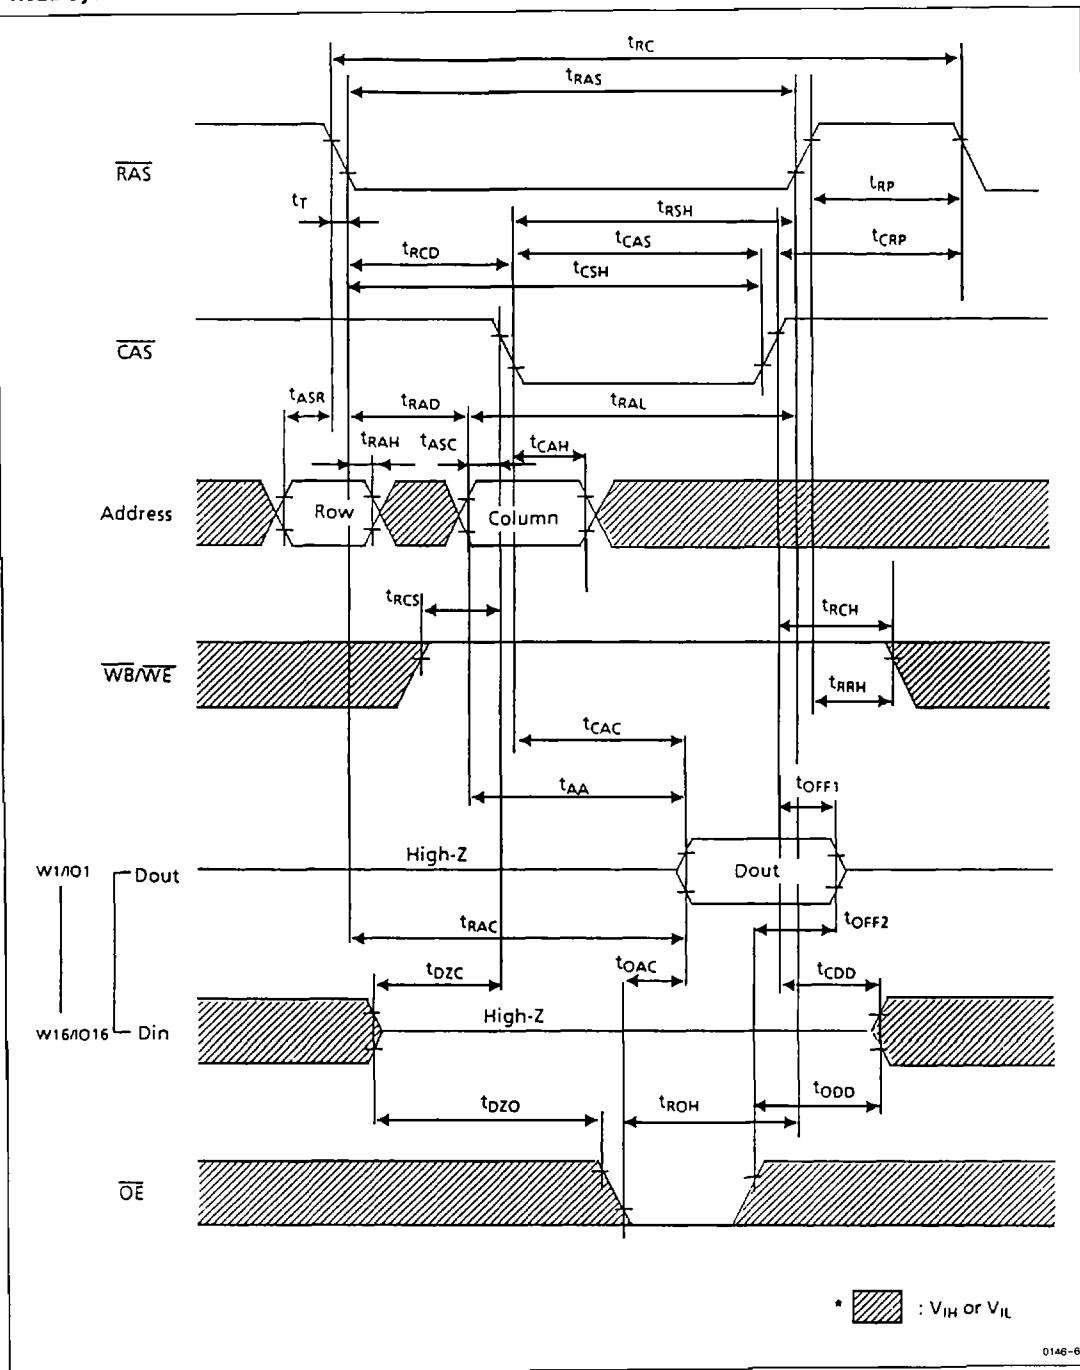 tRC
tRAS
RAS
tRP
tT
tRSH
tCAS
tCRP
tRCD
tCSH
CAS
tASR
tRAD
tRAL
tRAH
tASC
tCAH
Address
Row
Column
tRCS
tRCH
WB/WE
tRRH
tCAC
tAA
tOFF1
High-Z
W1/IO1
Dout
Dout
tRAC
tOFF2
tOAC
tDZC
tCDD
High-Z
W16/IO16
Din
tDZO
tROH
tODD
OE
* : VIH or VIL
0146-6